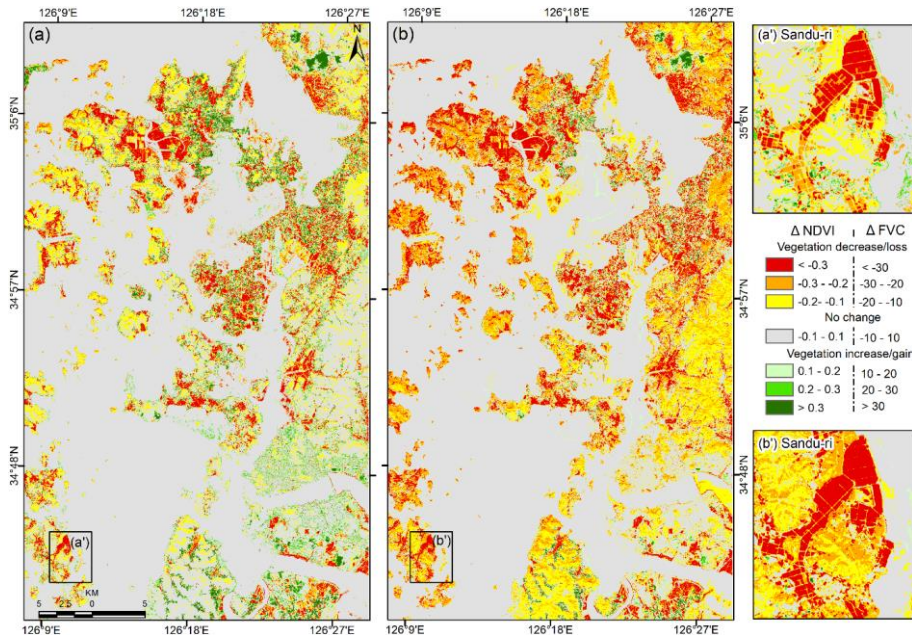 126°9'E 126°18'E 126°27'E 126°9'E 126°18'E 126°27'E
(a) N (b) (a') Sandu-ri
35°6'N 35°6'N
34°57'N 34°57'N
34°48'N 34°48'N
Δ NDVI Δ FVC
Vegetation decrease/loss
< -0.3 < -30
-0.3 - -0.2 -30 - -20
-0.2 - -0.1 -20 - -10
No change
-0.1 - 0.1 -10 - 10
Vegetation increase/gain
0.1 - 0.2 10 - 20
0.2 - 0.3 20 - 30
> 0.3 > 30
(b') Sandu-ri
(a') (b')
KM
5 2.5 0 5
126°9'E 126°18'E 126°27'E 126°9'E 126°18'E 126°27'E